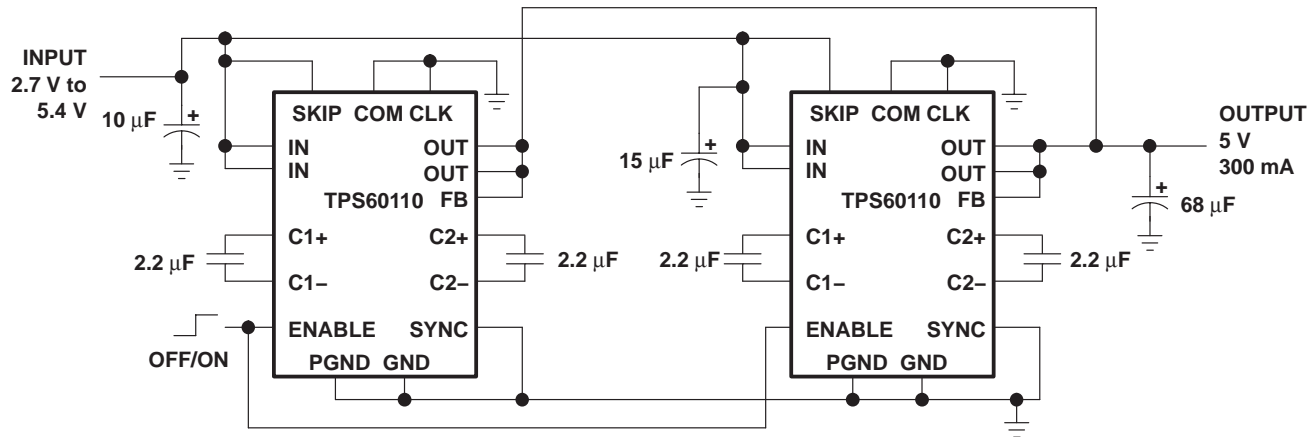 INPUT
2.7 V to
5.4 V
10 μF
+
SKIP COM CLK
IN OUT
IN OUT
TPS60110 FB
C1+ C2+
C1– C2–
2.2 μF
2.2 μF
ENABLE SYNC
PGND GND
OFF/ON
15 μF
+
SKIP COM CLK
IN OUT
IN OUT
TPS60110 FB
C1+ C2+
C1– C2–
2.2 μF
2.2 μF
ENABLE SYNC
PGND GND
OUTPUT
5 V
300 mA
+
68 μF